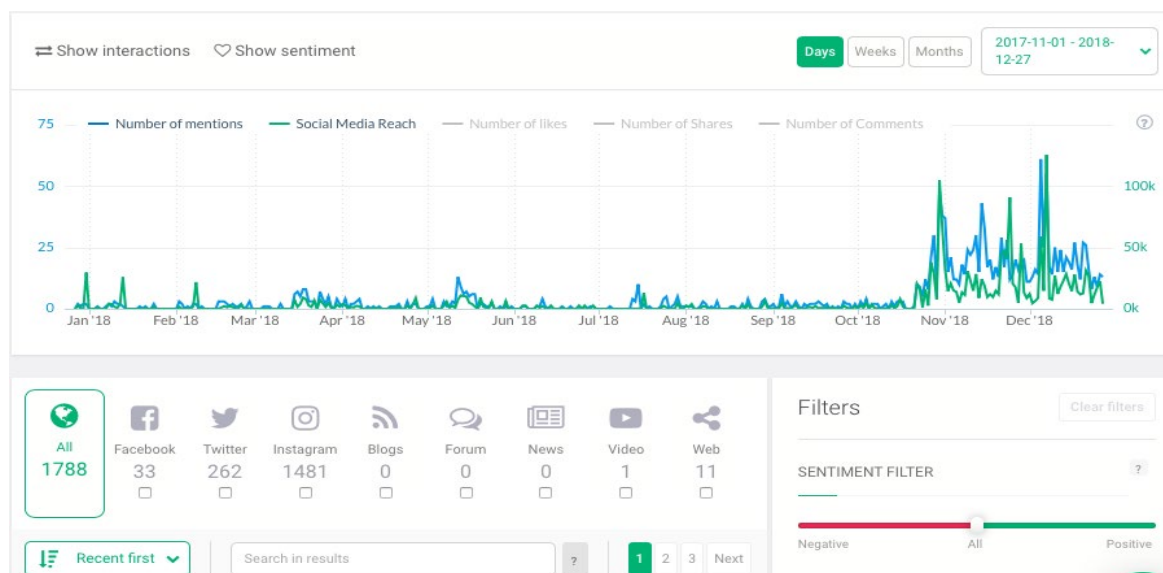 Show interactions Show sentiment
Days Weeks Months
2017-11-01 - 2018-
12-27
75 Number of mentions Social Media Reach Number of likes Number of Shares Number of Comments ?
50 100k
25 50k
0 0k
Jan '18 Feb '18 Mar '18 Apr '18 May '18 Jun '18 Jul '18 Aug '18 Sep '18 Oct '18 Nov '18 Dec '18
All Facebook Twitter Instagram Blogs Forum News Video Web
1788 33 262 1481 0 0 0 1 11
Recent first Search in results ? 1 2 3 Next
Filters Clear filters
SENTIMENT FILTER ?
Negative All Positive